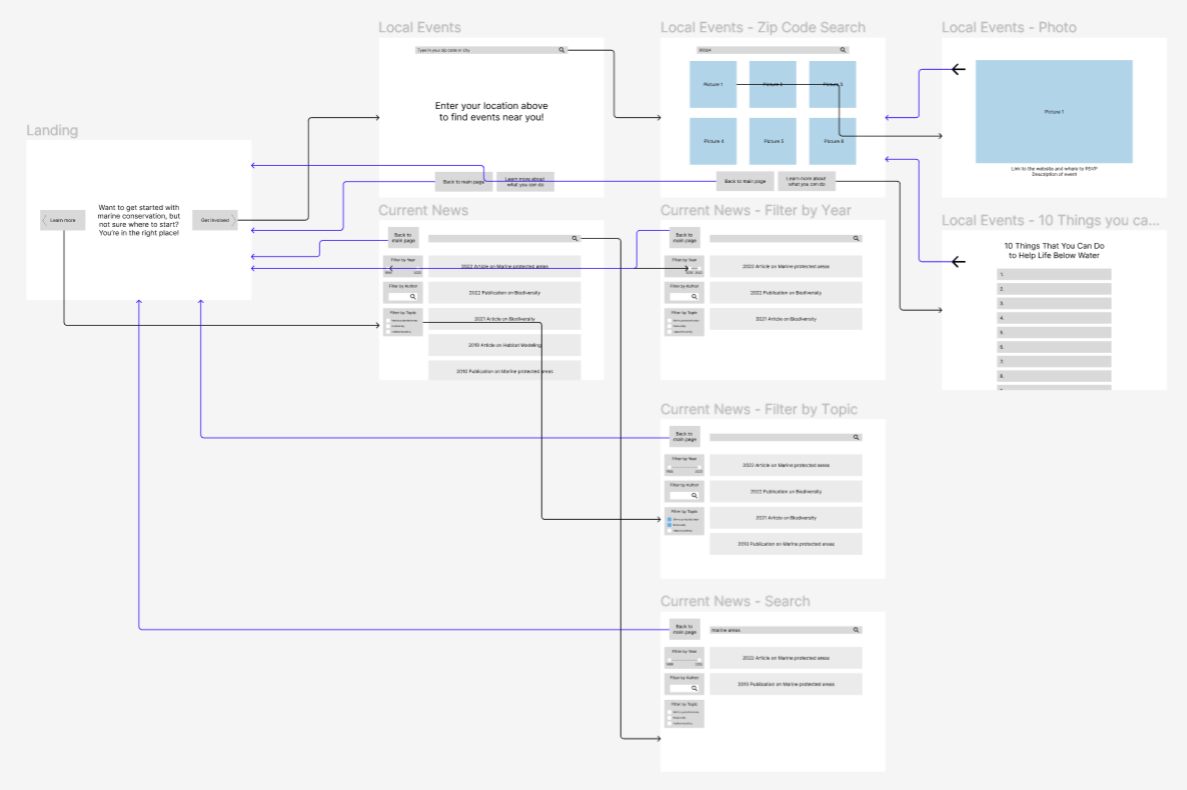 Landing
Learn more
Want to get started with
marine conservation, but
not sure where to start?
You're in the right place!
Get Involved!
Local Events
Type in your zip code or city
Enter your location above
to find events near you!
Back to main page
Learn more about
what you can do
Local Events - Zip Code Search
Picture 1
Picture 2
Picture 3
Picture 4
Picture 5
Picture 6
Back to main page
Learn more about
what you can do
Local Events - Photo
Picture 1
Link to the website and where to RSVP
Description of event
Local Events - 10 Things you ca...
10 Things That You Can Do
to Help Life Below Water
1.
2.
3.
4.
5.
6.
7.
8.
Current News
Back to
main page
Filter by Year
Filter by Author
Filter by Topic
2022 Article on Marine protected areas
2022 Publication on Biodiversity
2021 Article on Biodiversity
2010 Article on Habitat Modeling
2010 Publication on Marine protected areas
Current News - Filter by Year
Back to
main page
Filter by Year
Filter by Author
Filter by Topic
2022 Article on Marine protected areas
2022 Publication on Biodiversity
2021 Article on Biodiversity
Current News - Filter by Topic
Back to
main page
Filter by Year
Filter by Author
Filter by Topic
2022 Article on Marine protected areas
2022 Publication on Biodiversity
2021 Article on Biodiversity
2010 Publication on Marine protected areas
Current News - Search
Back to
main page
marine areas
Filter by Year
Filter by Author
Filter by Topic
2022 Article on Marine protected areas
2010 Publication on Marine protected areas